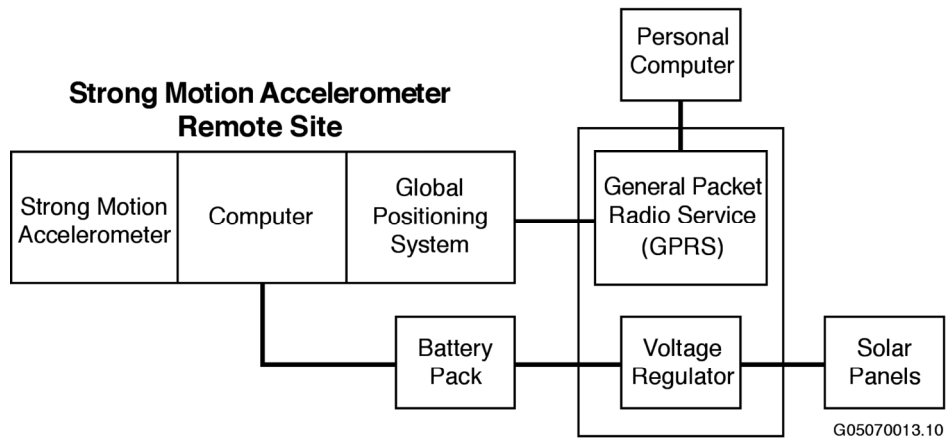 Personal
Computer
Strong Motion Accelerometer
Remote Site
Strong Motion
Accelerometer
Computer
Global
Positioning
System
General Packet
Radio Service
(GPRS)
Battery
Pack
Voltage
Regulator
Solar
Panels
G05070013.10